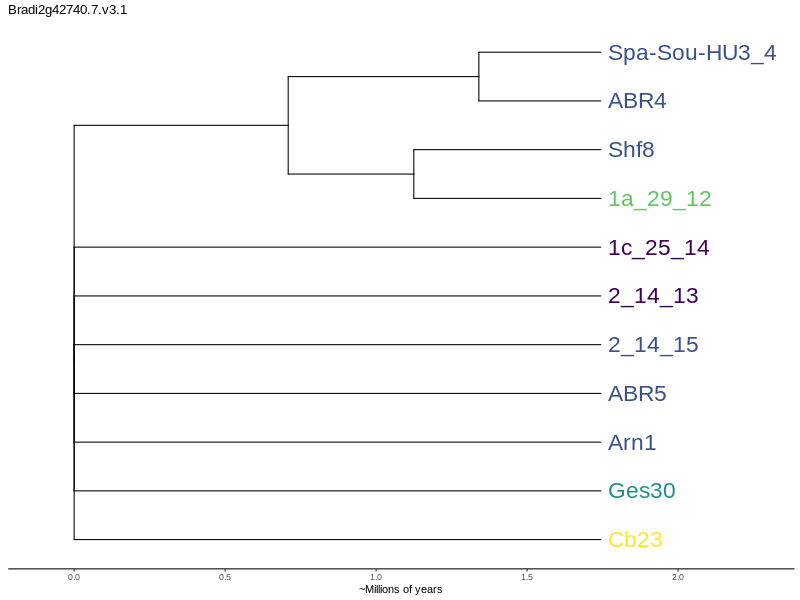 Bradi2g42740.7.v3.1
Spa-Sou-HU3_4
ABR4
Shf8
1a_29_12
1c_25_14
2_14_13
2_14_15
ABR5
Arn1
Ges30
Cb23
0.0 0.5 1.0 1.5 2.0
~Millions of years